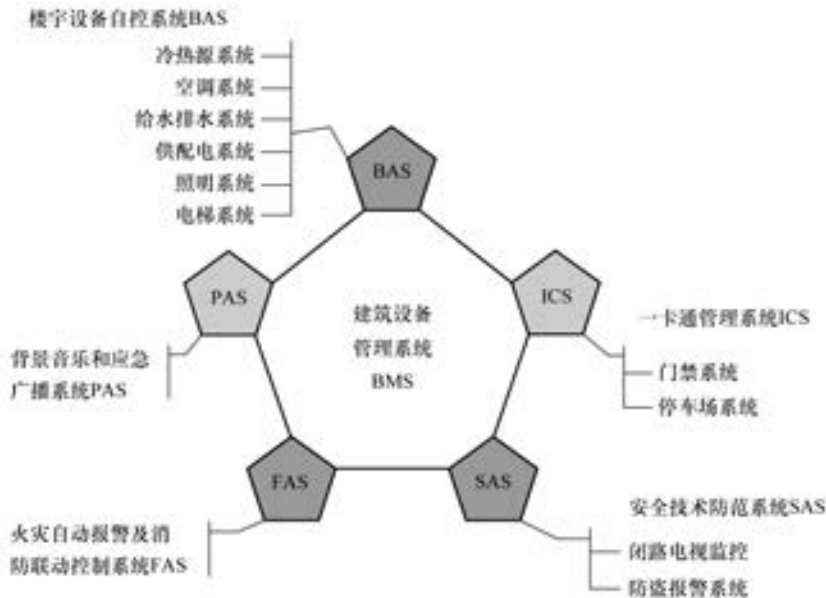 楼宇设备自控系统BAS
冷热源系统
空调系统
给水排水系统
供配电系统
照明系统
电梯系统
BAS
PAS
ICS
建筑设备
管理系统
BMS
一卡通管理系统ICS
门禁系统
停车场系统
背景音乐和应急
广播系统PAS
FAS
SAS
火灾自动报警及消
防联动控制系统FAS
安全技术防范系统SAS
闭路电视监控
防盗报警系统